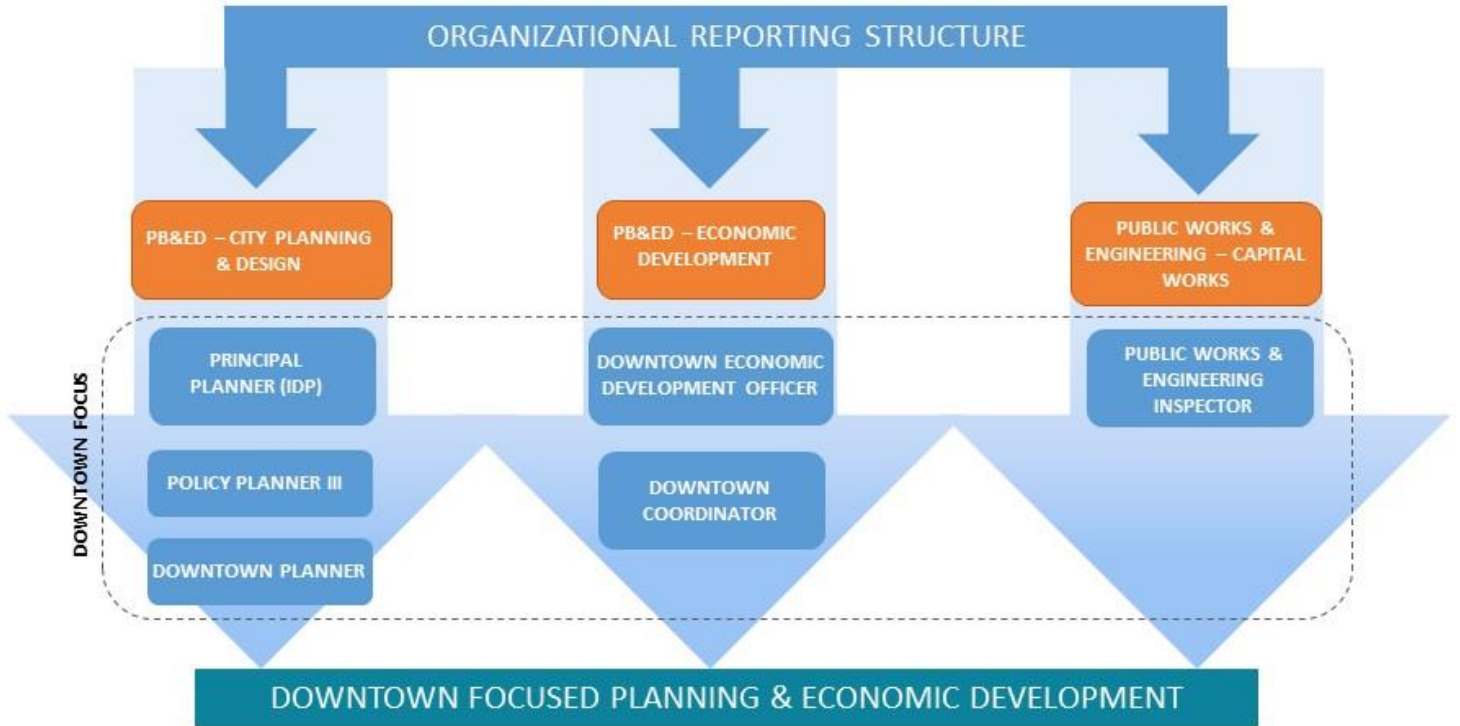 ORGANIZATIONAL REPORTING STRUCTURE
PB&ED – CITY PLANNING
& DESIGN
PB&ED – ECONOMIC
DEVELOPMENT
PUBLIC WORKS &
ENGINEERING – CAPITAL
WORKS
DOWNTOWN FOCUS
PRINCIPAL
PLANNER (IDP)
POLICY PLANNER III
DOWNTOWN PLANNER
DOWNTOWN ECONOMIC
DEVELOPMENT OFFICER
DOWNTOWN
COORDINATOR
PUBLIC WORKS &
ENGINEERING
INSPECTOR
DOWNTOWN FOCUSED PLANNING & ECONOMIC DEVELOPMENT